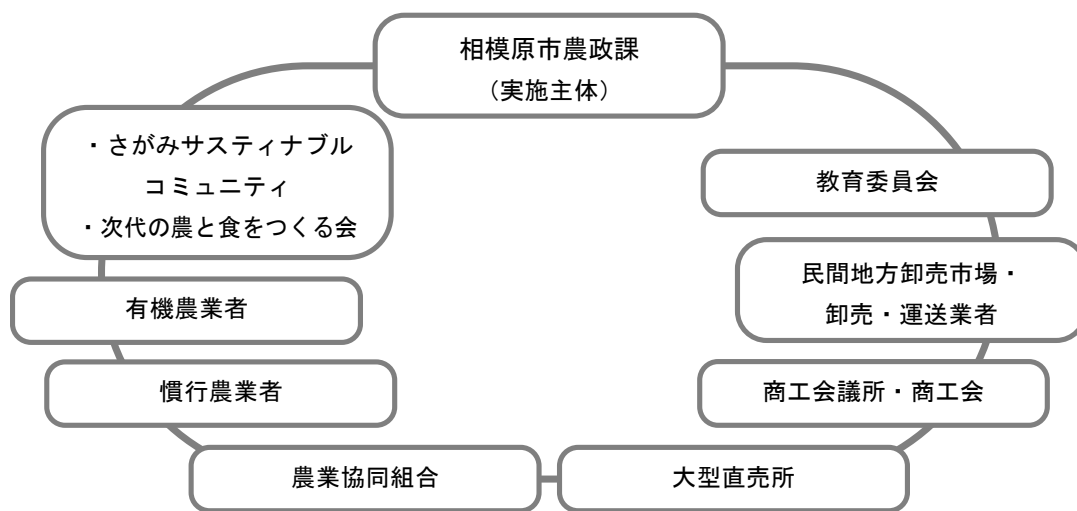 相模原市農政課
（実施主体）
・さがみサスティナブル
コミュニティ
・次代の農と食をつくる会
教育委員会
有機農業者
民間地方卸売市場・
卸売・運送業者
慣行農業者
商工会議所・商工会
農業協同組合
大型直売所